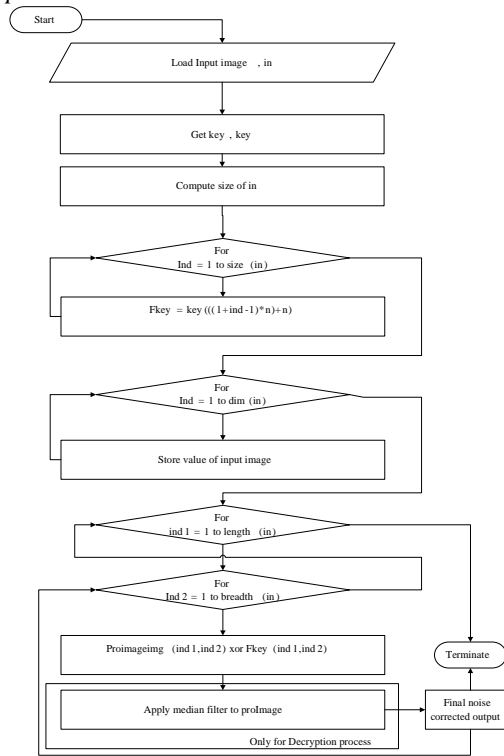 Start
Load Input image , in
Get key , key
Compute size of in
For
Ind = 1 to size (in)
Fkey = key (((1+ind-1)*n)+n)
For
Ind = 1 to dim (in)
Store value of input image
For
ind 1 = 1 to length (in)
For
Ind 2 = 1 to breadth (in)
Proimageimg (ind 1,ind 2) xor Fkey (ind 1,ind 2)
Terminate
Apply median filter to proImage
Final noise
corrected output
Only for Decryption process